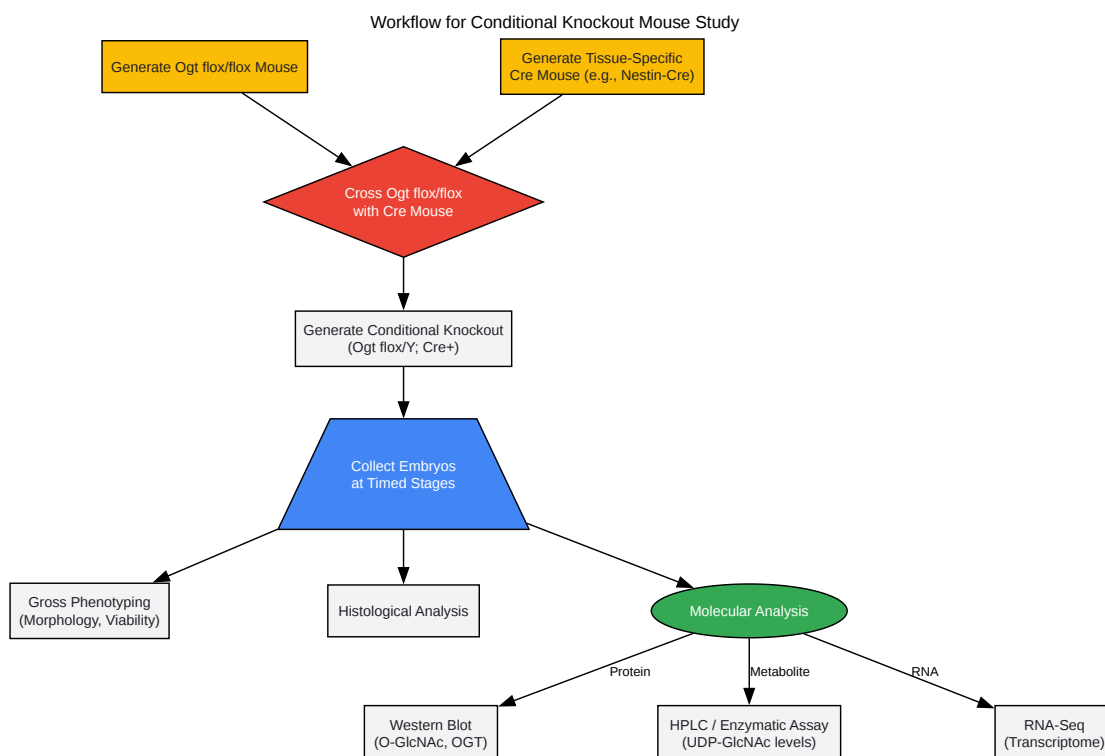 Workflow for Conditional Knockout Mouse Study
Generate Ogt flox/flox Mouse
Generate Tissue-Specific
Cre Mouse (e.g., Nestin-Cre)
Cross Ogt flox/flox
with Cre Mouse
Generate Conditional Knockout
(Ogt flox/Y; Cre+)
Collect Embryos
at Timed Stages
Gross Phenotyping
(Morphology, Viability)
Histological Analysis
Molecular Analysis
Protein
Metabolite
RNA
Western Blot
(O-GlcNAc, OGT)
HPLC / Enzymatic Assay
(UDP-GlcNAc levels)
RNA-Seq
(Transcriptome)